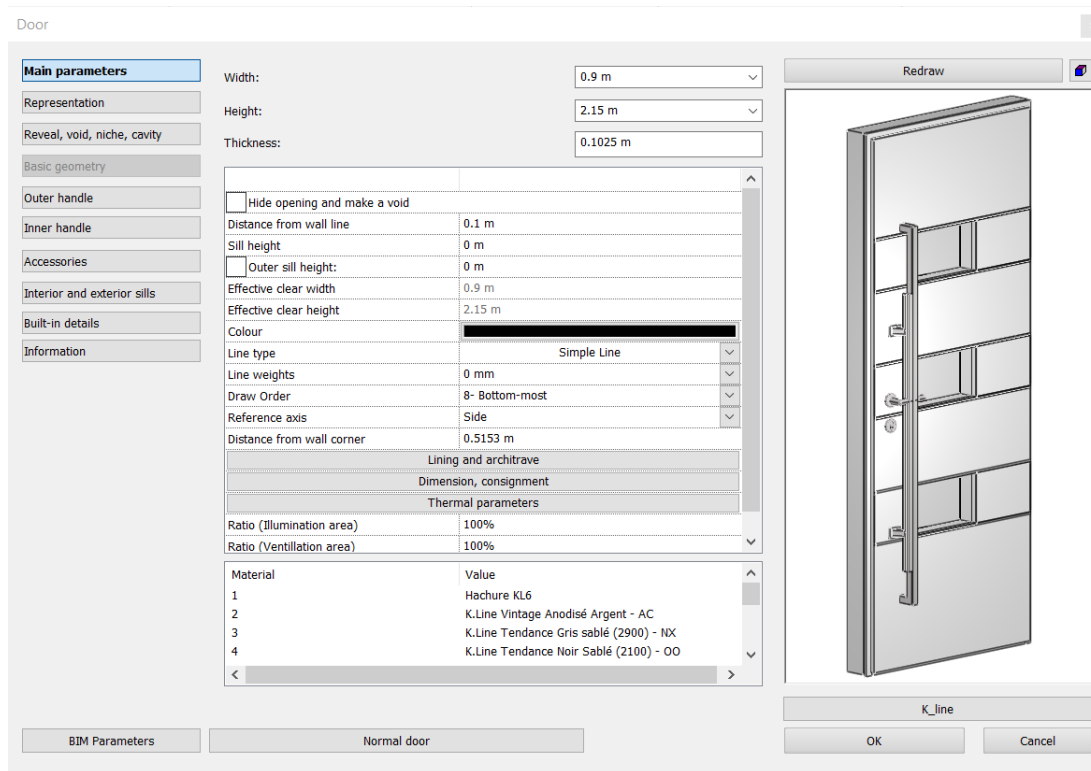 Door
Main parameters
Representation
Reveal, void, niche, cavity
Basic geometry
Outer handle
Inner handle
Accessories
Interior and exterior sills
Built-in details
Information
Width: 0.9 m
Height: 2.15 m
Thickness: 0.1025 m
Hide opening and make a void
Distance from wall line 0.1 m
Sill height 0 m
Outer sill height: 0 m
Effective clear width 0.9 m
Effective clear height 2.15 m
Colour
Line type Simple Line
Line weights 0 mm
Draw Order 8- Bottom-most
Reference axis Side
Distance from wall corner 0.5153 m
Lining and architrave
Dimension, consignment
Thermal parameters
Ratio (Illumination area) 100%
Ratio (Ventillation area) 100%
Material Value
1 Hachure KL6
2 K.Line Vintage Anodisé Argent - AC
3 K.Line Tendance Gris sablé (2900) - NX
4 K.Line Tendance Noir Sablé (2100) - OO
Redraw
K_line
BIM Parameters
Normal door
OK
Cancel